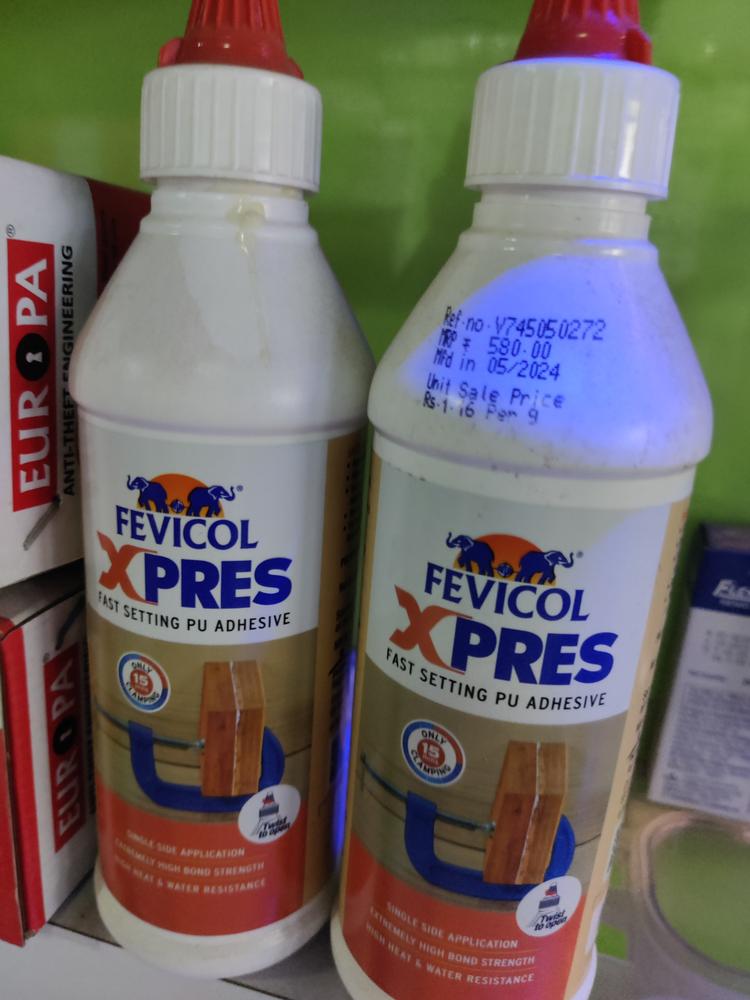 EUROPA
ANTI-THEFT ENGINEERING
EUROPA
FEVICOL
XPRES
FAST SETTING PU ADHESIVE
ONLY
15
CLAMPING
Twist
to open
SINGLE SIDE APPLICATION
EXTREMELY HIGH BOND STRENGTH
HIGH HEAT & WATER RESISTANCE
Ref.no.V745050272
MRP ₹ 580.00
Mfd in 05/2024
Unit Sale Price
Rs.1.16 Per g
FEVICOL
XPRES
FAST SETTING PU ADHESIVE
ONLY
15
CLAMPING
Twist
to open
SINGLE SIDE APPLICATION
EXTREMELY HIGH BOND STRENGTH
HIGH HEAT & WATER RESISTANCE